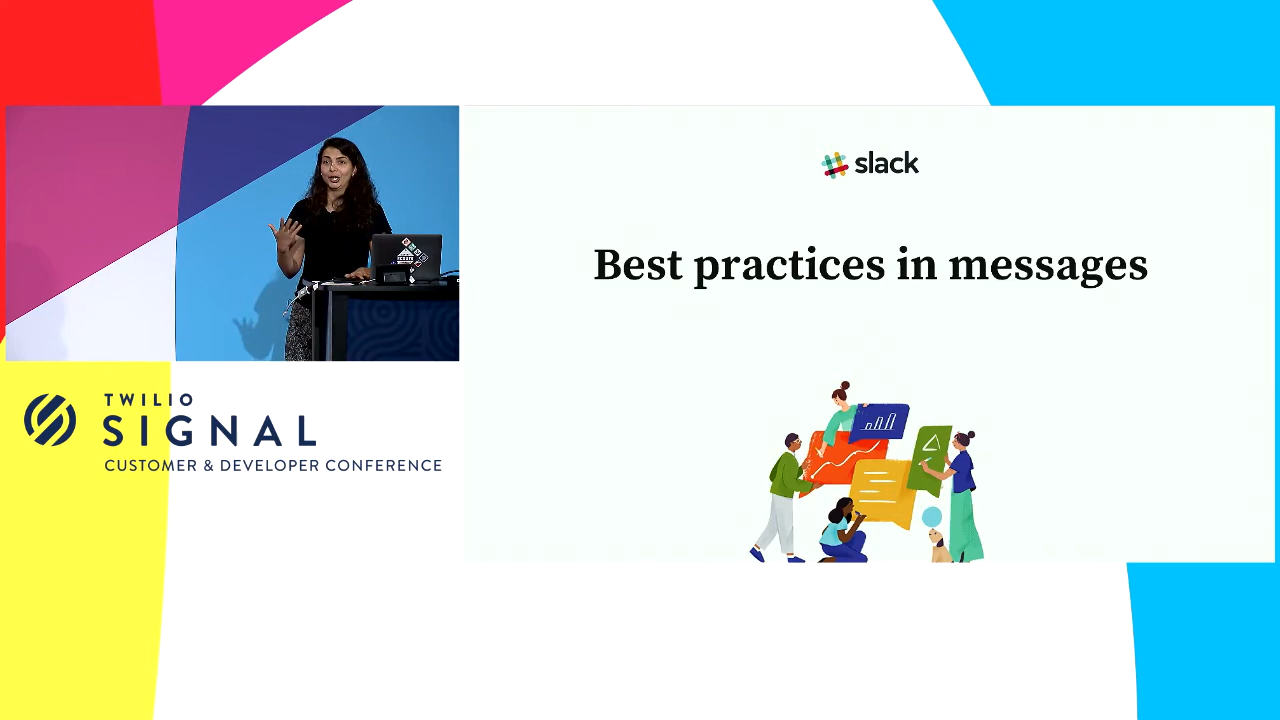 slack
Best practices in messages
TWILIO
SIGNAL
CUSTOMER & DEVELOPER CONFERENCE